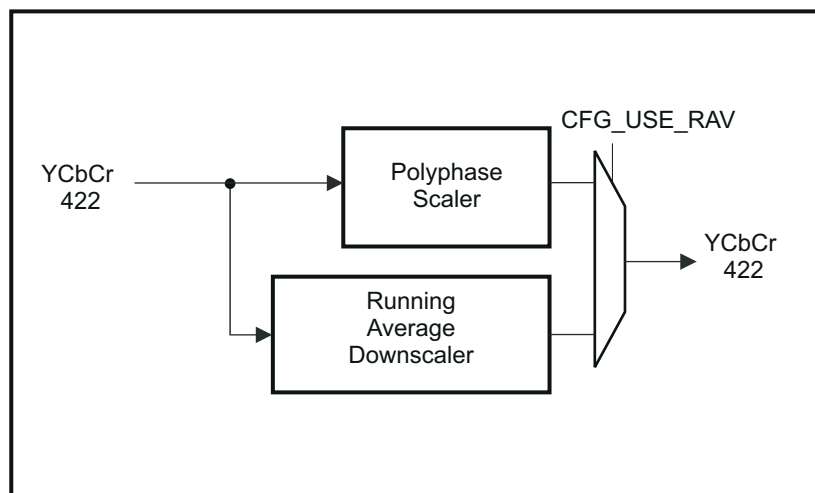 YCbCr
422
Polyphase
Scaler
CFG_USE_RAV
YCbCr
422
Running
Average
Downscaler